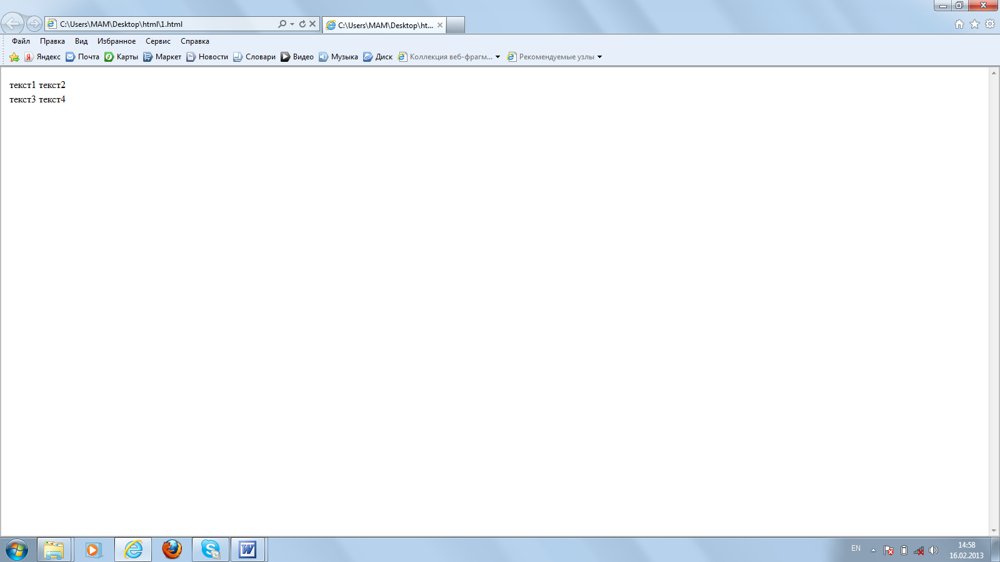 C:\Users\MAM\Desktop\html\1.html
C:\Users\MAM\Desktop\ht...
Файл Правка Вид Избранное Сервис Справка
Яндекс Почта Карты Маркет Новости Словари Видео Музыка Диск Коллекция веб-фрагм... Рекомендуемые узлы
текст1 текст2
текст3 текст4
EN
14:58
16.02.2013